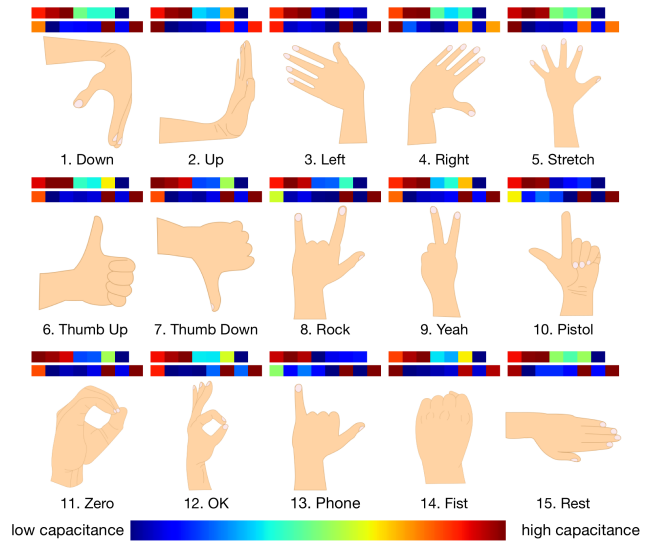 1. Down
2. Up
3. Left
4. Right
5. Stretch
6. Thumb Up
7. Thumb Down
8. Rock
9. Yeah
10. Pistol
11. Zero
12. OK
13. Phone
14. Fist
15. Rest
low capacitance
high capacitance